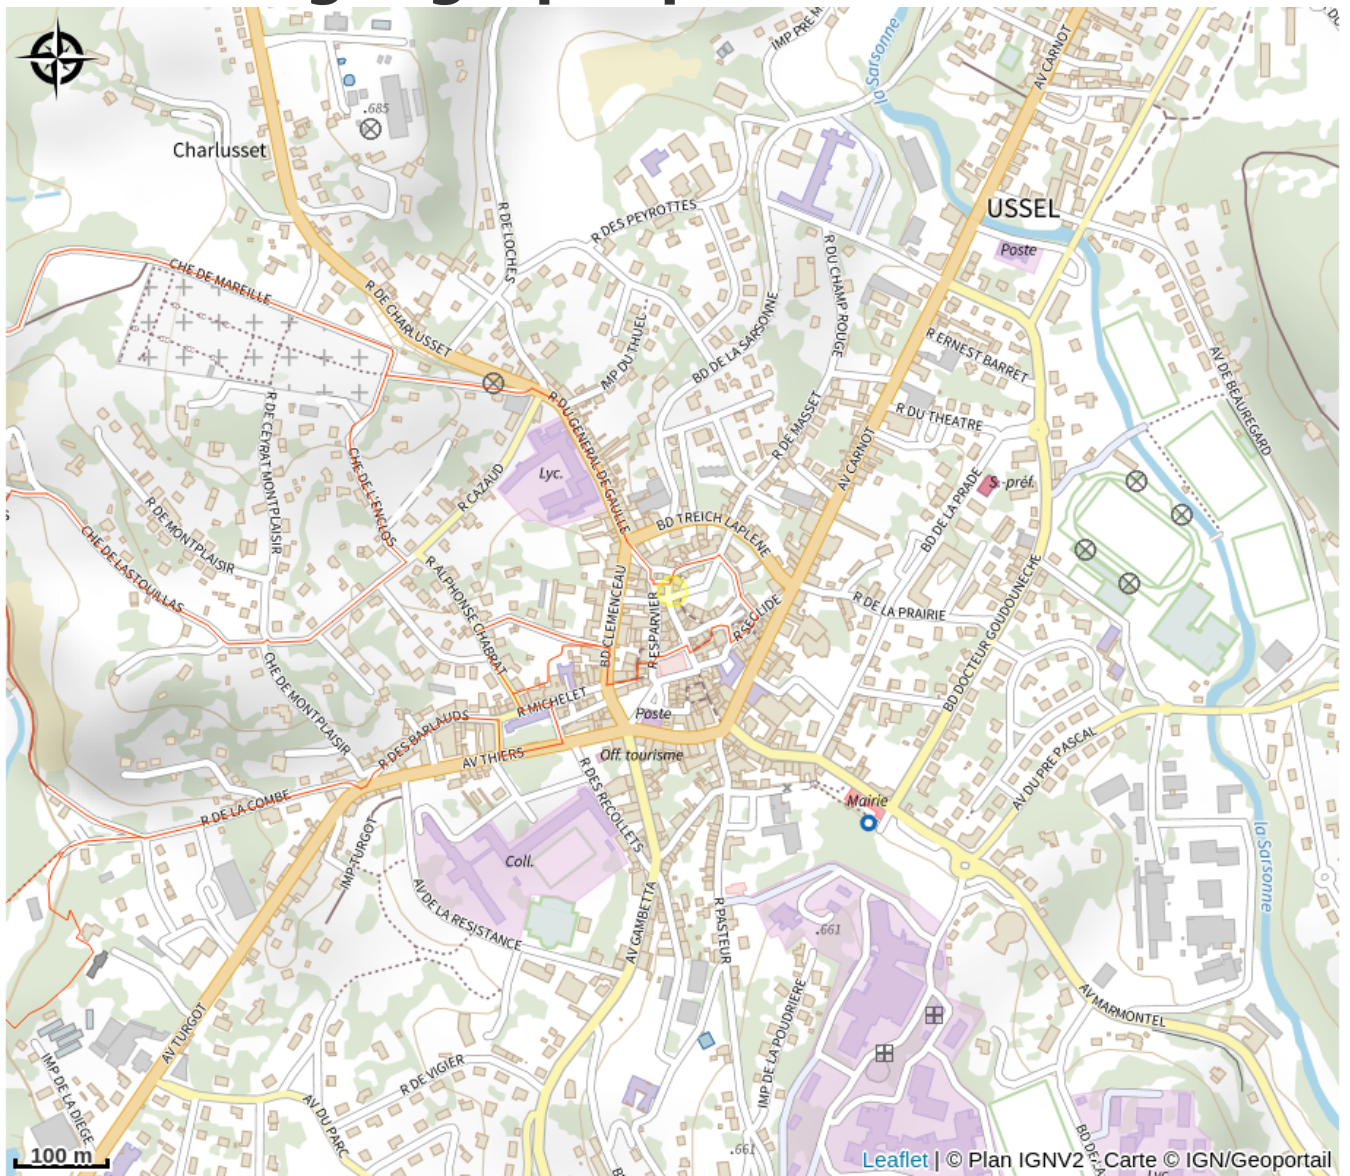 IMP PRE M
la Sarsonne
AV CARNOT
.685
Charlusset
USSEL
R DE LOCHES
R DES PEYROTTES
Poste
CHE DE MAREILLE
R DE CHARLUSSET
R DU CHAMP ROUGE
BD DE LA SARSONNE
IMP DU THUEL
R ERNEST BARRET
AV DE BEAUREGARD
R DE CEYRAT MONTPLAISIR
R DU GENERAL DE GAULLE
R DE MASSET
R DU THEATRE
AV CARNOT
CHE DE L'ENCLOS
R CAZAUD
Lyc.
BD DE LA PRADE
S.-préf.
R DE MONTPLAISIR
CHE DE LASTOUILLAS
BD TREICH LAPLENE
R ALPHONSE CHABRAT
BD CLEMENCEAU
R ESPARVIER
R SEGLIDE
R DE LA PRAIRIE
BD DOCTEUR GOUDOUNECHE
CHE DE MONTPLAISIR
R MICHELET
R DES BARLAUDS
Poste
AV THIERS
Off. tourisme
AV DU PRE PASCAL
R DE LA COMBE
R DES RECOLLETS
Mairie
IMP TURGOT
Coll.
la Sarsonne
AV DE LA RESISTANCE
AV GAMBETTA
R PASTEUR
.661
AV TURGOT
IMP DE LA POUDRIERE
AV MARMONTEL
IMP DE LA DIEGE
R DE VIGIER
AV DU PARC
.661
100 m
Leaflet | © Plan IGNV2 - Carte © IGN/Geoportail